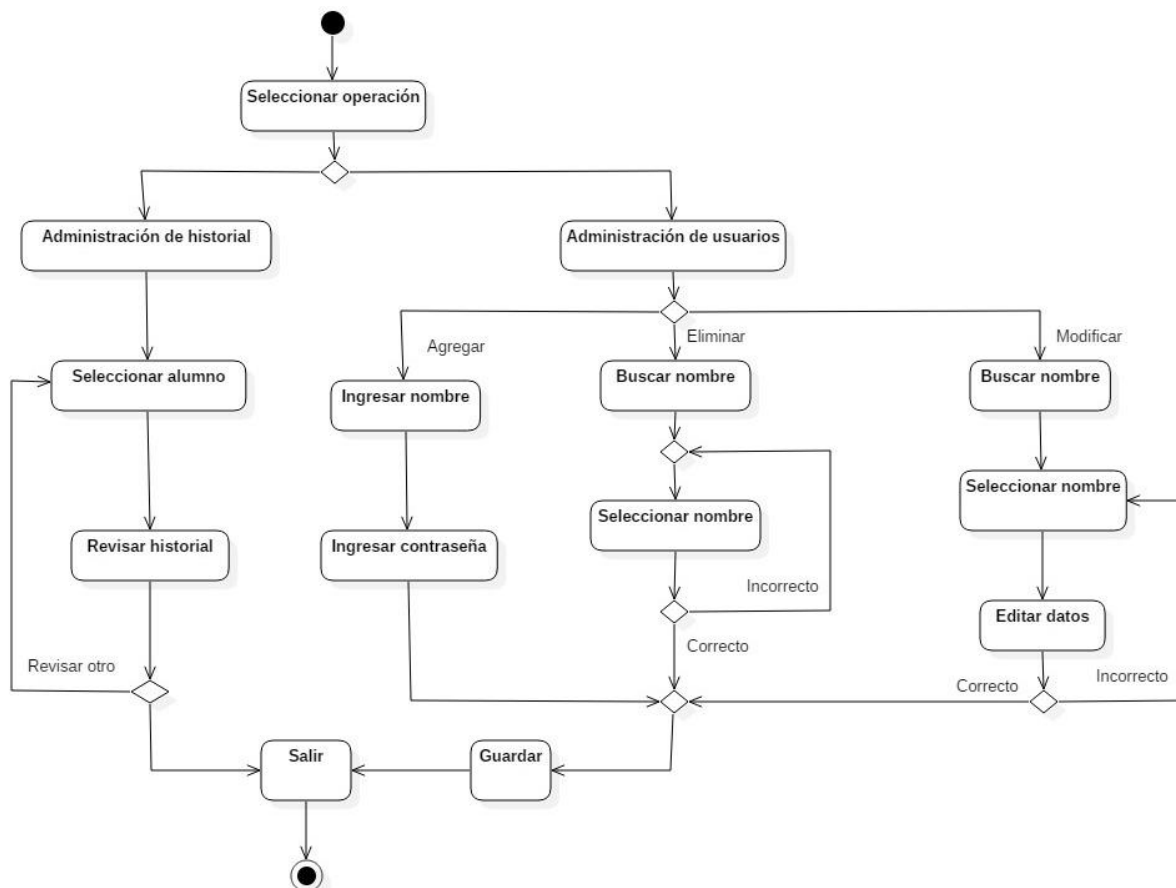 Seleccionar operación
Administración de historial
Administración de usuarios
Agregar
Eliminar
Modificar
Seleccionar alumno
Ingresar nombre
Buscar nombre
Buscar nombre
Seleccionar nombre
Seleccionar nombre
Revisar historial
Ingresar contraseña
Incorrecto
Editar datos
Correcto
Revisar otro
Correcto
Incorrecto
Salir
Guardar